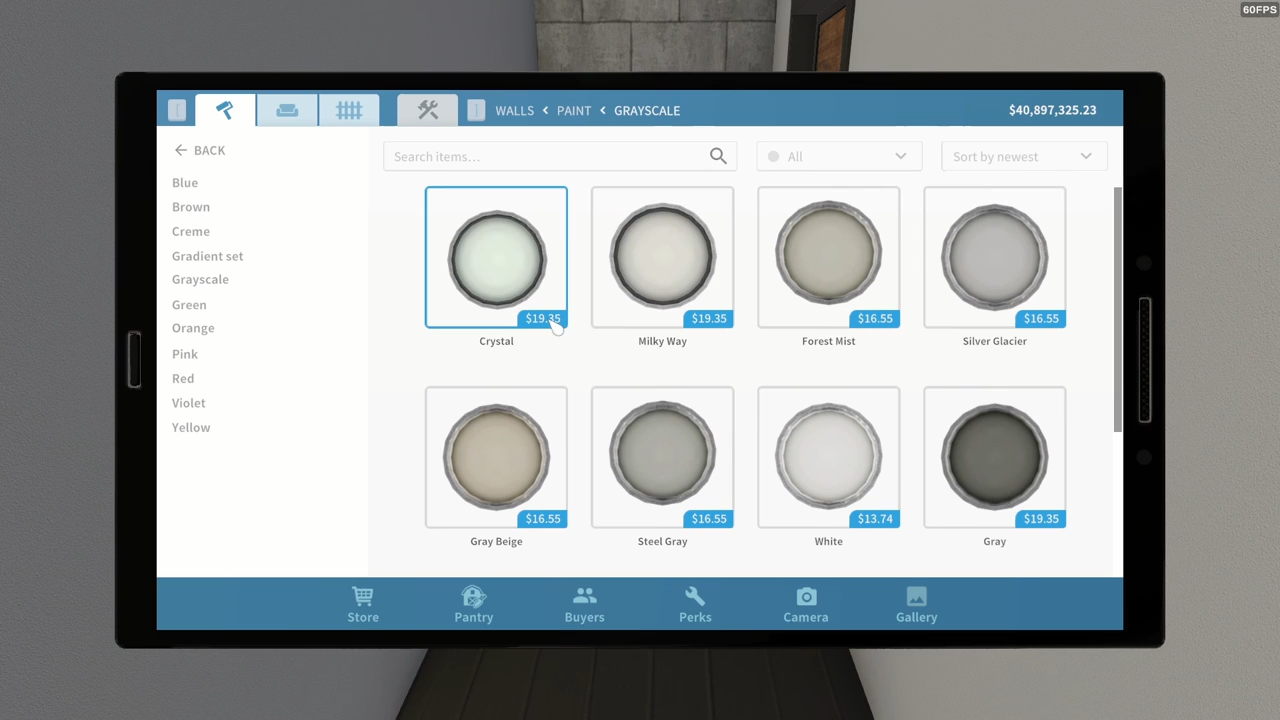 60FPS
WALLS < PAINT < GRAYSCALE
$40,897,325.23
BACK
Search items...
All
Sort by newest
Blue
Brown
Creme
Gradient set
Grayscale
Green
Orange
Pink
Red
Violet
Yellow
$19.35
$19.35
$16.55
$16.55
Crystal
Milky Way
Forest Mist
Silver Glacier
$16.55
$16.55
$13.74
$19.35
Gray Beige
Steel Gray
White
Gray
Store
Pantry
Buyers
Perks
Camera
Gallery